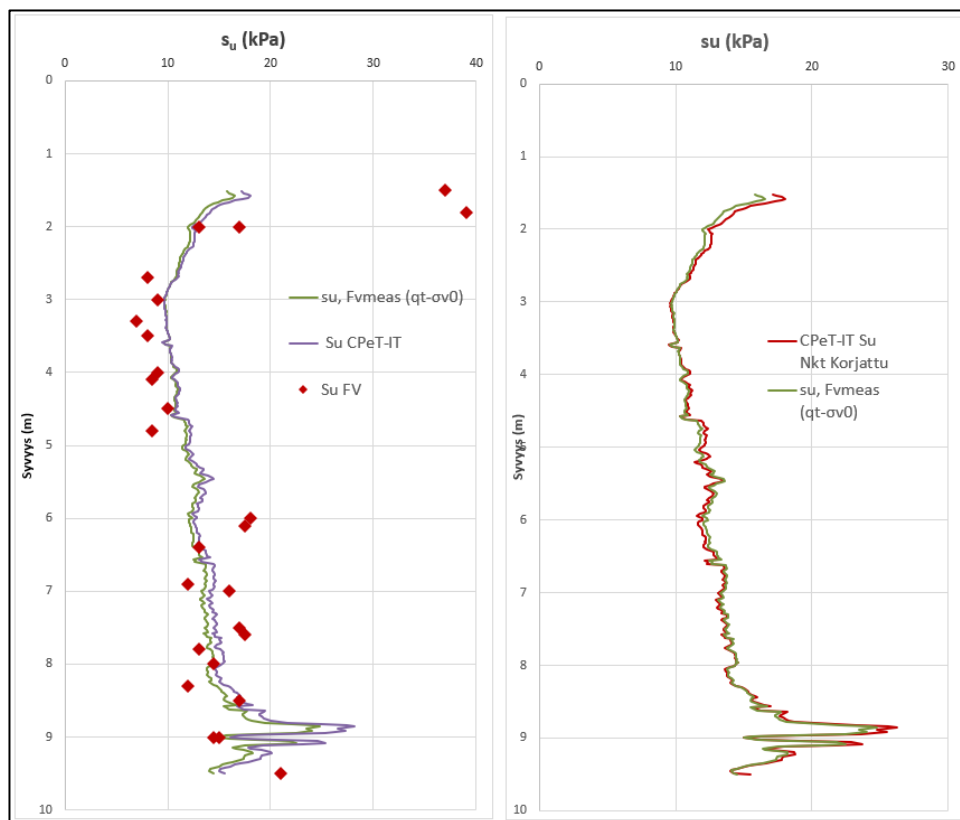 s_u (kPa)
0 10 20 30 40
0
1
2
3
4
5
6
7
8
9
10
Syvyys (m)
su, Fvmeas (qt-σv0)
Su CPeT-IT
Su FV
su (kPa)
0 10 20 30
0
1
2
3
4
5
6
7
8
9
10
Syvyys (m)
CPeT-IT Su
Nkt Korjattu
su, Fvmeas
(qt-σv0)